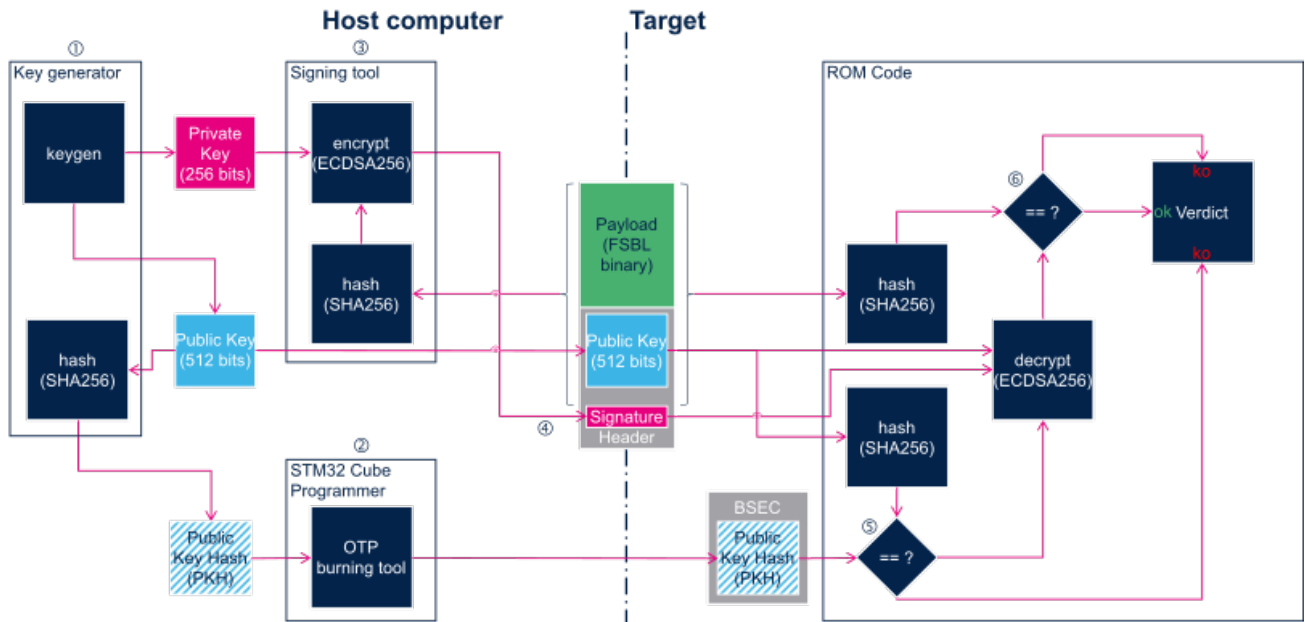 Host computer
Target
①
Key generator
keygen
Private
Key
(256 bits)
③
Signing tool
encrypt
(ECDSA256)
hash
(SHA256)
hash
(SHA256)
Public Key
(512 bits)
Payload
(FSBL
binary)
Public Key
(512 bits)
④
Signature
Header
②
STM32 Cube
Programmer
OTP
burning tool
Public
Key Hash
(PKH)
BSEC
Public
Key Hash
(PKH)
ROM Code
hash
(SHA256)
hash
(SHA256)
⑤
== ?
decrypt
(ECDSA256)
⑥
== ?
ko
ok Verdict
ko